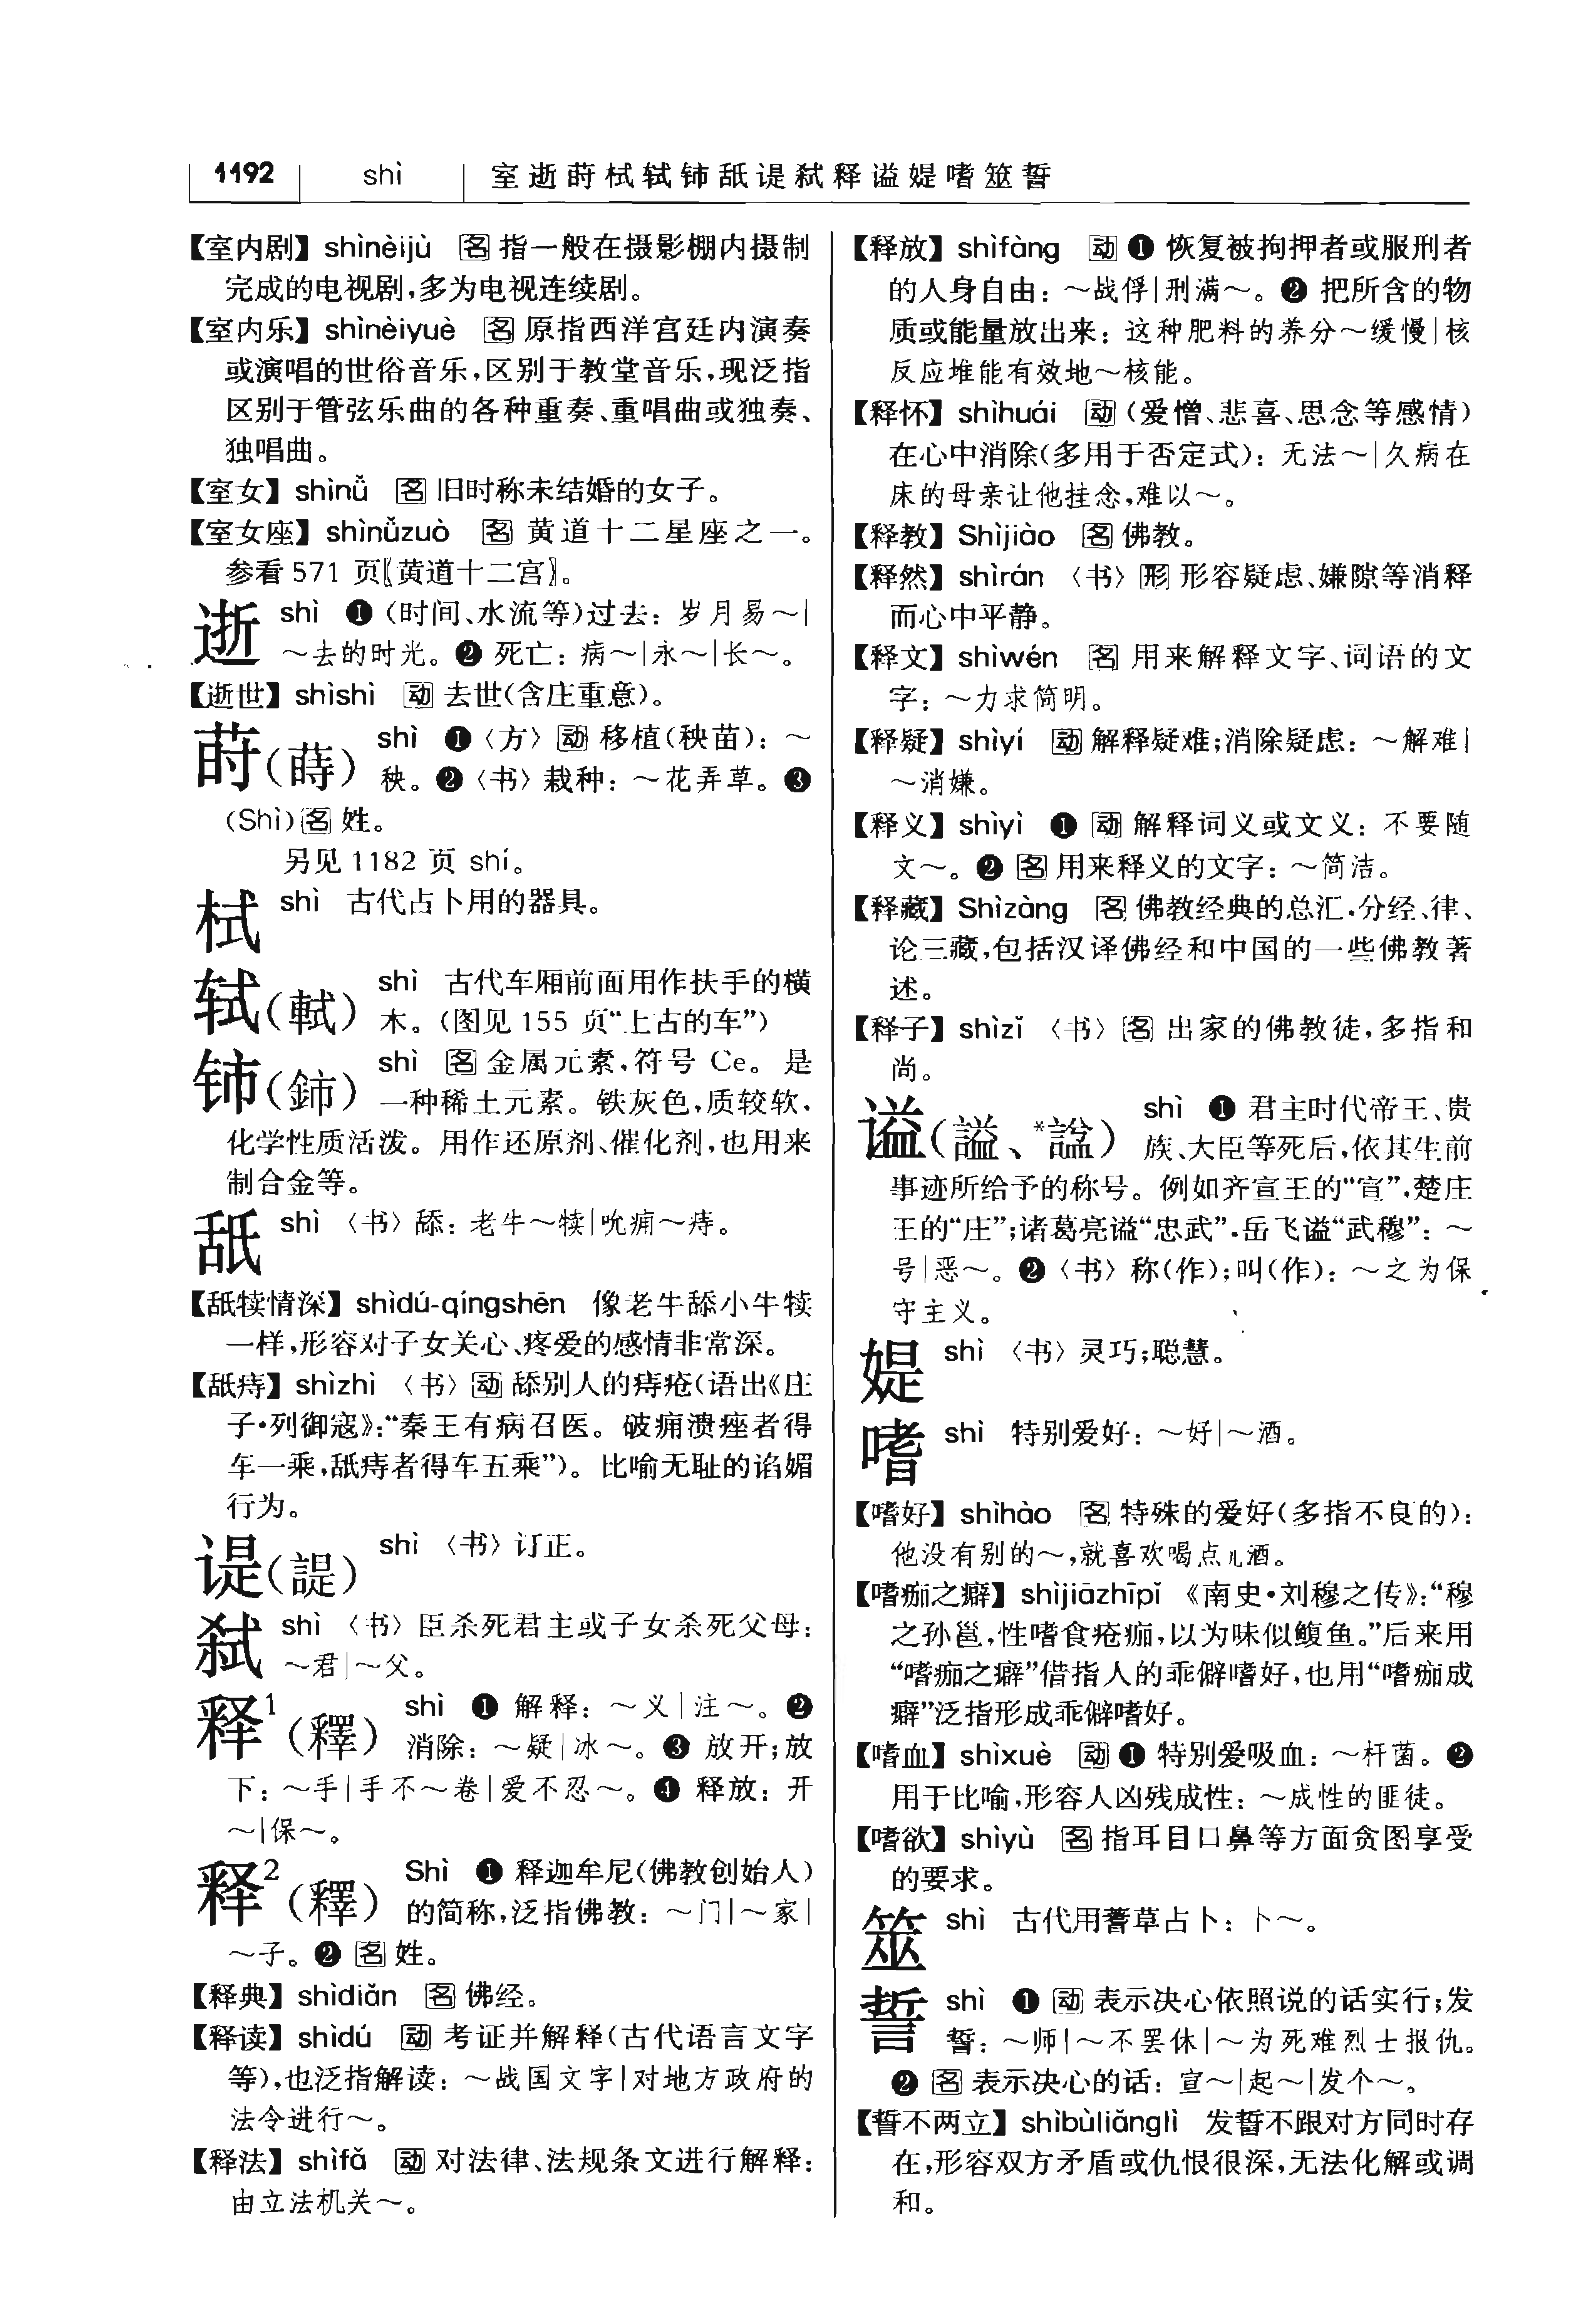 1192 shì 室逝莳栻轼铈舐𬤊弑释谥媞嗜筮誓
【室内剧】shìnèijù 名 指一般在摄影棚内摄制
完成的电视剧,多为电视连续剧。
【室内乐】shìnèiyuè 名 原指西洋宫廷内演奏
或演唱的世俗音乐,区别于教堂音乐,现泛指
区别于管弦乐曲的各种重奏、重唱曲或独奏、
独唱曲。
【室女】shìnǚ 名 旧时称未结婚的女子。
【室女座】shìnǚzuò 名 黄道十二星座之一。
参看571 页〖黄道十二宫〗。
逝 shì ❶(时间、水流等)过去: 岁月易～|
～去的时光。❷ 死亡: 病～|永～|长～。
【逝世】shìshì 动 去世(含庄重意)。
莳(蒔) shì ❶〈方〉动 移植(秧苗): ～
秧。❷〈书〉栽种: ～花弄草。❸
(Shì)名 姓。
另见1182 页 shí。
栻 shì 古代占卜用的器具。
轼(軾) shì 古代车厢前面用作扶手的横
木。(图见155 页“上古的车”)
铈(鈰) shì 名 金属元素,符号 Ce。是
一种稀土元素。铁灰色,质较软,
化学性质活泼。用作还原剂、催化剂,也用来
制合金等。
舐 shì 〈书〉舔: 老牛～犊|吮痈～痔。
【舐犊情深】shìdú-qíngshēn 像老牛舔小牛犊
一样,形容对子女关心、疼爱的感情非常深。
【舐痔】shìzhì 〈书〉动 舔别人的痔疮(语出《庄
子·列御寇》:“秦王有病召医。破痈溃痤者得
车一乘,舐痔者得车五乘”)。比喻无耻的谄媚
行为。
𬤊(諟) shì 〈书〉订正。
弑 shì 〈书〉臣杀死君主或子女杀死父母:
～君|～父。
释1(釋) shì ❶ 解释: ～义|注～。❷
消除: ～疑|冰～。❸ 放开;放
下: ～手|手不～卷|爱不忍～。❹ 释放: 开
～|保～。
释2(釋) Shì ❶ 释迦牟尼(佛教创始人)
的简称,泛指佛教: ～门|～家|
～子。❷ 名 姓。
【释典】shìdiǎn 名 佛经。
【释读】shìdú 动 考证并解释(古代语言文字
等),也泛指解读: ～战国文字|对地方政府的
法令进行～。
【释法】shìfǎ 动 对法律、法规条文进行解释:
由立法机关～。
【释放】shìfàng 动 ❶ 恢复被拘押者或服刑者
的人身自由: ～战俘|刑满～。❷ 把所含的物
质或能量放出来: 这种肥料的养分～缓慢|核
反应堆能有效地～核能。
【释怀】shìhuái 动 (爱憎、悲喜、思念等感情)
在心中消除(多用于否定式): 无法～|久病在
床的母亲让他挂念,难以～。
【释教】Shìjiào 名 佛教。
【释然】shìrán 〈书〉形 形容疑虑、嫌隙等消释
而心中平静。
【释文】shìwén 名 用来解释文字、词语的文
字: ～力求简明。
【释疑】shìyí 动 解释疑难;消除疑虑: ～解难|
～消嫌。
【释义】shìyì ❶ 动 解释词义或文义: 不要随
文～。❷ 名 用来释义的文字: ～简洁。
【释藏】Shìzàng 名 佛教经典的总汇,分经、律、
论三藏,包括汉译佛经和中国的一些佛教著
述。
【释子】shìzǐ 〈书〉名 出家的佛教徒,多指和
尚。
谥(謚、*諡) shì ❶ 君主时代帝王、贵
族、大臣等死后,依其生前
事迹所给予的称号。例如齐宣王的“宣”,楚庄
王的“庄”;诸葛亮谥“忠武”,岳飞谥“武穆”: ～
号|恶～。❷〈书〉称(作);叫(作): ～之为保
守主义。
媞 shì 〈书〉灵巧;聪慧。
嗜 shì 特别爱好: ～好|～酒。
【嗜好】shìhào 名 特殊的爱好(多指不良的):
他没有别的～,就喜欢喝点儿酒。
【嗜痂之癖】shìjiāzhīpǐ 《南史·刘穆之传》:“穆
之孙邕,性嗜食疮痂,以为味似鳆鱼。”后来用
“嗜痂之癖”借指人的乖僻嗜好,也用“嗜痂成
癖”泛指形成乖僻嗜好。
【嗜血】shìxuè 动 ❶ 特别爱吸血: ～杆菌。❷
用于比喻,形容人凶残成性: ～成性的匪徒。
【嗜欲】shìyù 名 指耳目口鼻等方面贪图享受
的要求。
筮 shì 古代用蓍草占卜: 卜～。
誓 shì ❶ 动 表示决心依照说的话实行;发
誓: ～师|～不罢休|～为死难烈士报仇。
❷ 名 表示决心的话: 宣～|起～|发个～。
【誓不两立】shìbùliǎnglì 发誓不跟对方同时存
在,形容双方矛盾或仇恨很深,无法化解或调
和。